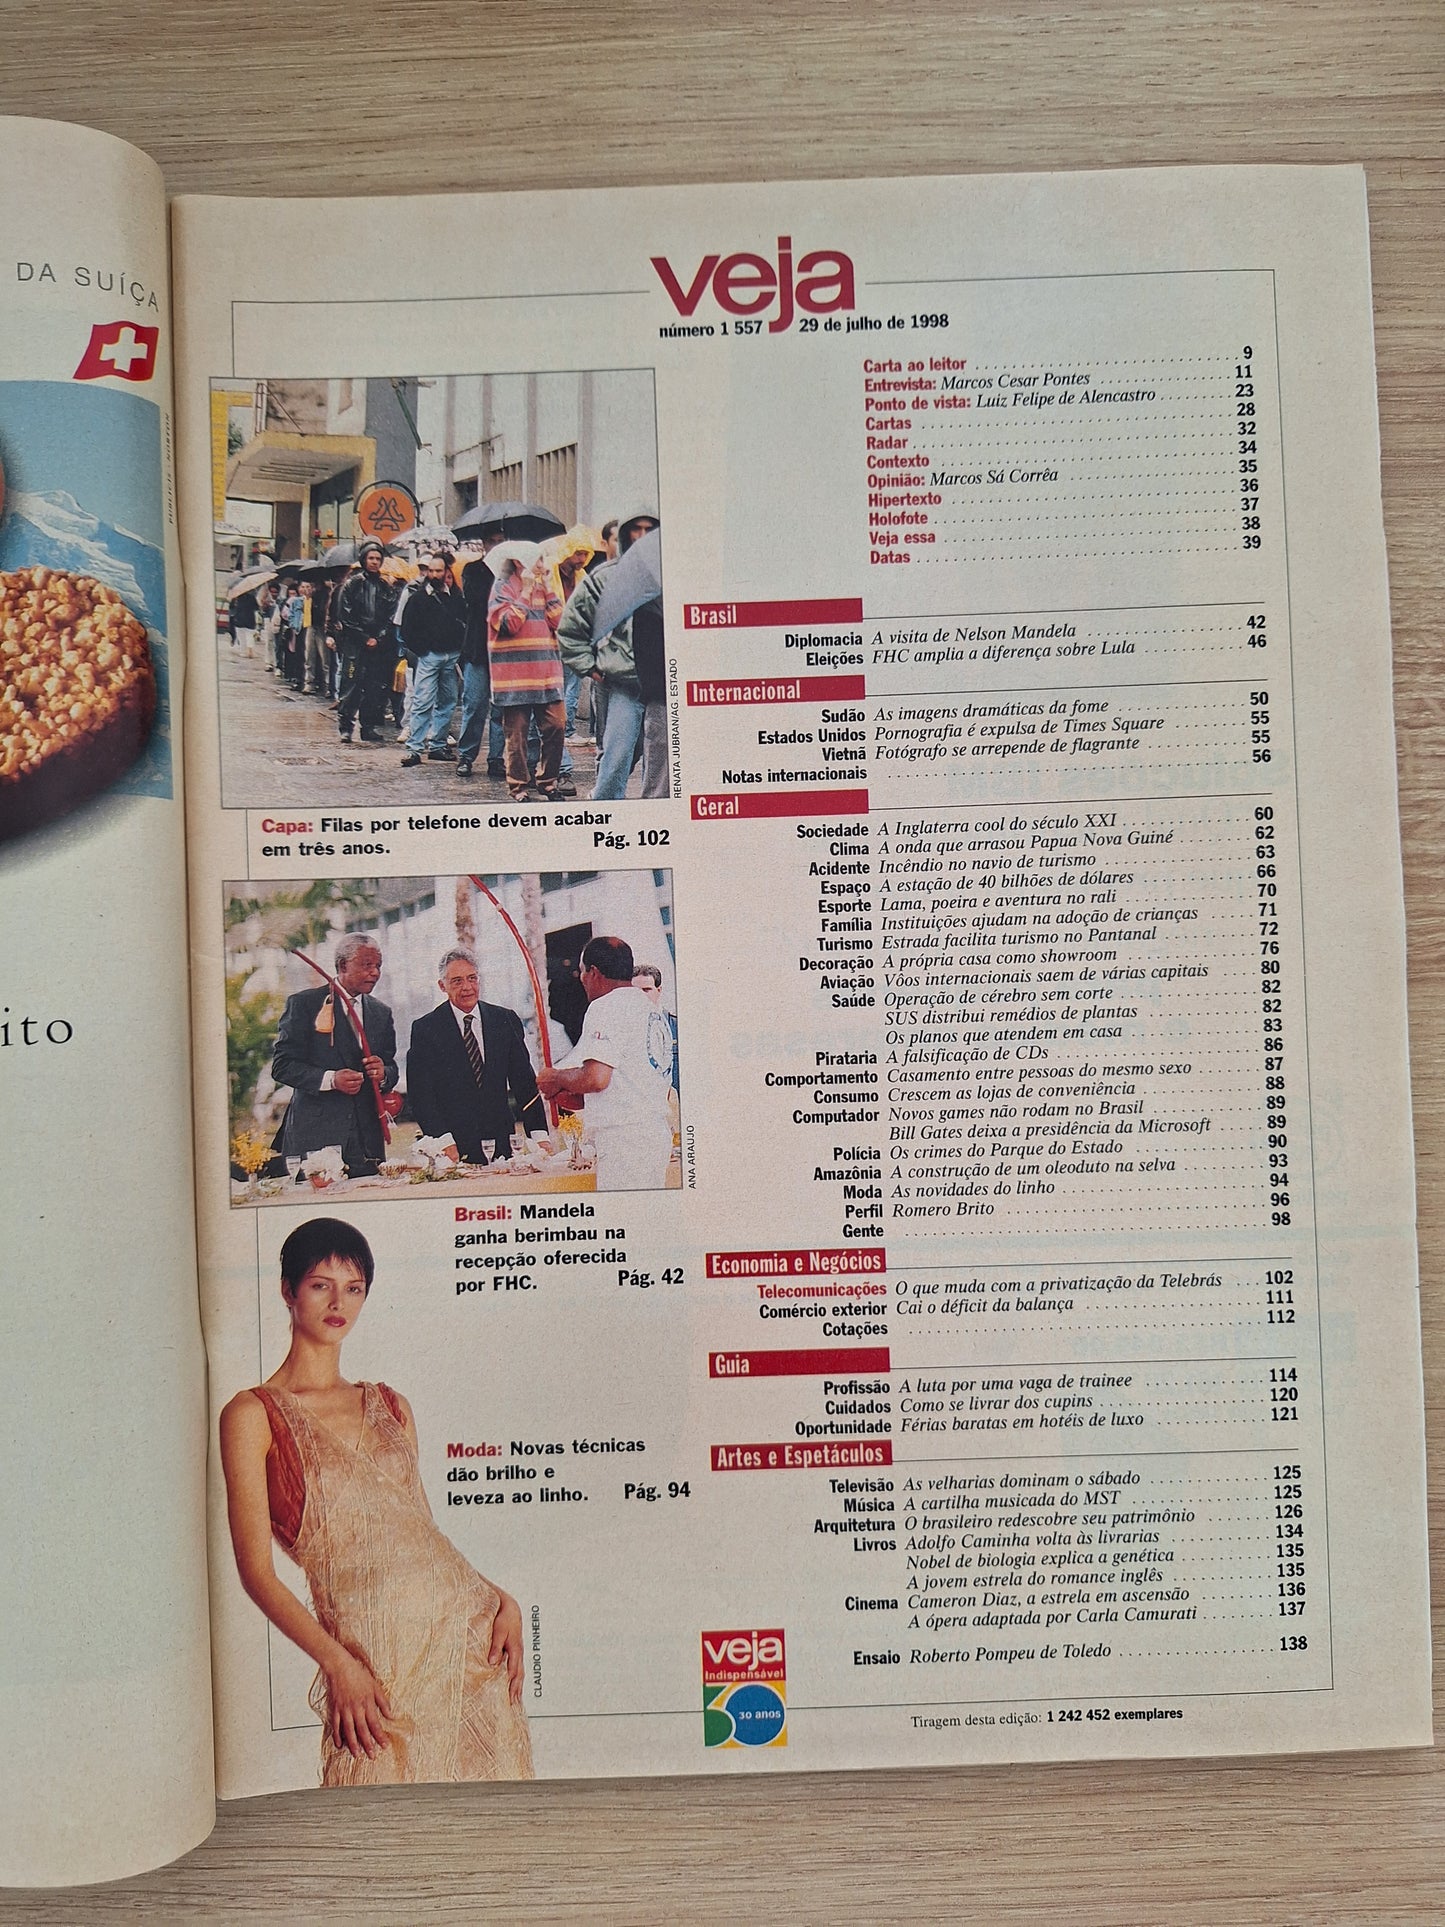 DA SUÍÇA
ito
veja
número 1 557 29 de julho de 1998
Carta ao leitor 9
Entrevista: Marcos Cesar Pontes 11
Ponto de vista: Luiz Felipe de Alencastro 23
Cartas 28
Radar 32
Contexto 34
Opinião: Marcos Sá Corrêa 35
Hipertexto 36
Holofote 37
Veja essa 38
Datas 39
RENATA JUBRAN/AG. ESTADO
Capa: Filas por telefone devem acabar
em três anos. Pág. 102
ANA ARAUJO
Brasil: Mandela
ganha berimbau na
recepção oferecida
por FHC. Pág. 42
Moda: Novas técnicas
dão brilho e
leveza ao linho. Pág. 94
CLAUDIO PINHEIRO
Brasil
Diplomacia A visita de Nelson Mandela 42
Eleições FHC amplia a diferença sobre Lula 46
Internacional
Sudão As imagens dramáticas da fome 50
Estados Unidos Pornografia é expulsa de Times Square 55
Vietnã Fotógrafo se arrepende de flagrante 55
Notas internacionais 56
Geral
Sociedade A Inglaterra cool do século XXI 60
Clima A onda que arrasou Papua Nova Guiné 62
Acidente Incêndio no navio de turismo 63
Espaço A estação de 40 bilhões de dólares 66
Esporte Lama, poeira e aventura no rali 70
Família Instituições ajudam na adoção de crianças 71
Turismo Estrada facilita turismo no Pantanal 72
Decoração A própria casa como showroom 76
Aviação Vôos internacionais saem de várias capitais 80
Saúde Operação de cérebro sem corte 82
SUS distribui remédios de plantas 82
Os planos que atendem em casa 83
Pirataria A falsificação de CDs 86
Comportamento Casamento entre pessoas do mesmo sexo 87
Consumo Crescem as lojas de conveniência 88
Computador Novos games não rodam no Brasil 89
Bill Gates deixa a presidência da Microsoft 89
Polícia Os crimes do Parque do Estado 90
Amazônia A construção de um oleoduto na selva 93
Moda As novidades do linho 94
Perfil Romero Brito 96
Gente 98
Economia e Negócios
Telecomunicações O que muda com a privatização da Telebrás 102
Comércio exterior Cai o déficit da balança 111
Cotações 112
Guia
Profissão A luta por uma vaga de trainee 114
Cuidados Como se livrar dos cupins 120
Oportunidade Férias baratas em hotéis de luxo 121
Artes e Espetáculos
Televisão As velharias dominam o sábado 125
Música A cartilha musicada do MST 125
Arquitetura O brasileiro redescobre seu patrimônio 126
Livros Adolfo Caminha volta às livrarias 134
Nobel de biologia explica a genética 135
A jovem estrela do romance inglês 135
Cinema Cameron Diaz, a estrela em ascensão 136
A ópera adaptada por Carla Camurati 137
Ensaio Roberto Pompeu de Toledo 138
veja
Indispensável
30 anos
Tiragem desta edição: 1 242 452 exemplares